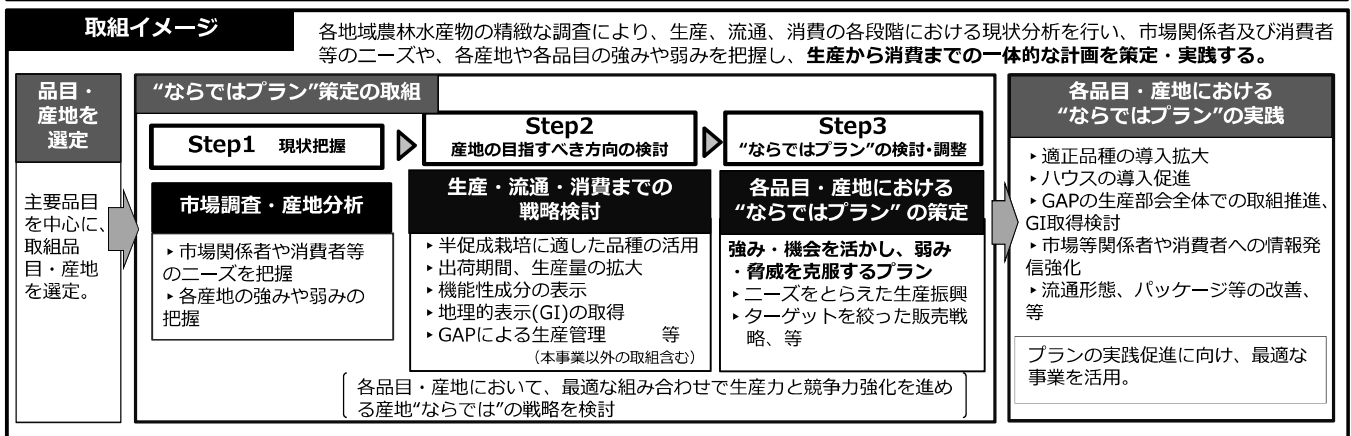 取組イメージ
各地域農林水産物の精緻な調査により、生産、流通、消費の各段階における現状分析を行い、市場関係者及び消費者
等のニーズや、各産地や各品目の強みや弱みを把握し、生産から消費までの一体的な計画を策定・実践する。
品目・
産地を
選定
主要品目
を中心に、
取組品
目・産地
を選定。
“ならではプラン”策定の取組
Step1 現状把握
市場調査・産地分析
‣ 市場関係者や消費者等
のニーズを把握
‣ 各産地の強みや弱みの
把握
Step2
産地の目指すべき方向の検討
生産・流通・消費までの
戦略検討
‣ 半促成栽培に適した品種の活用
‣ 出荷期間、生産量の拡大
‣ 機能性成分の表示
‣ 地理的表示(GI)の取得
‣ GAPによる生産管理 等
（本事業以外の取組含む）
Step3
“ならではプラン”の検討・調整
各品目・産地における
“ならではプラン” の策定
強み・機会を活かし、弱み
・脅威を克服するプラン
‣ ニーズをとらえた生産振興
‣ ターゲットを絞った販売戦
略、等
各品目・産地において、最適な組み合わせで生産力と競争力強化を進め
る産地“ならでは”の戦略を検討
各品目・産地における
“ならではプラン”の実践
‣ 適正品種の導入拡大
‣ ハウスの導入促進
‣ GAPの生産部会全体での取組推進、
GI取得検討
‣ 市場等関係者や消費者への情報発
信強化
‣ 流通形態、パッケージ等の改善、
等
プランの実践促進に向け、最適な
事業を活用。